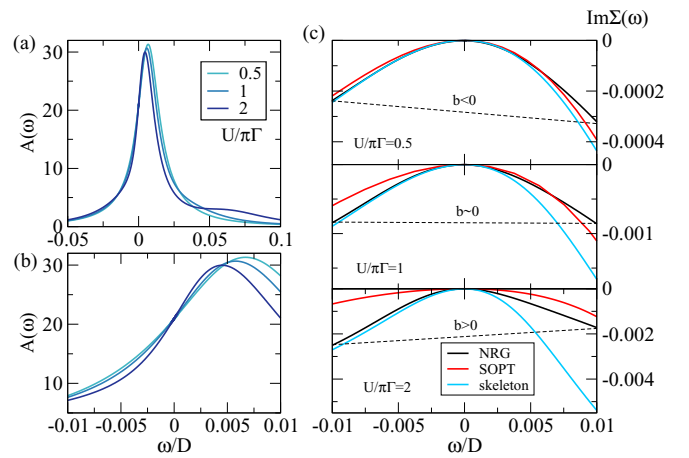 (a)
A(ω)
30
20
10
0
0.5
1
2
U/πΓ
-0.05
0
0.05
0.1
(b)
A(ω)
30
20
10
-0.01
-0.005
0
0.005
0.01
ω/D
(c)
ImΣ(ω)
0
-0.0002
-0.0004
b<0
U/πΓ=0.5
0
-0.001
b~0
U/πΓ=1
0
-0.002
-0.004
b>0
U/πΓ=2
NRG
SOPT
skeleton
-0.01
-0.005
0
0.005
0.01
ω/D